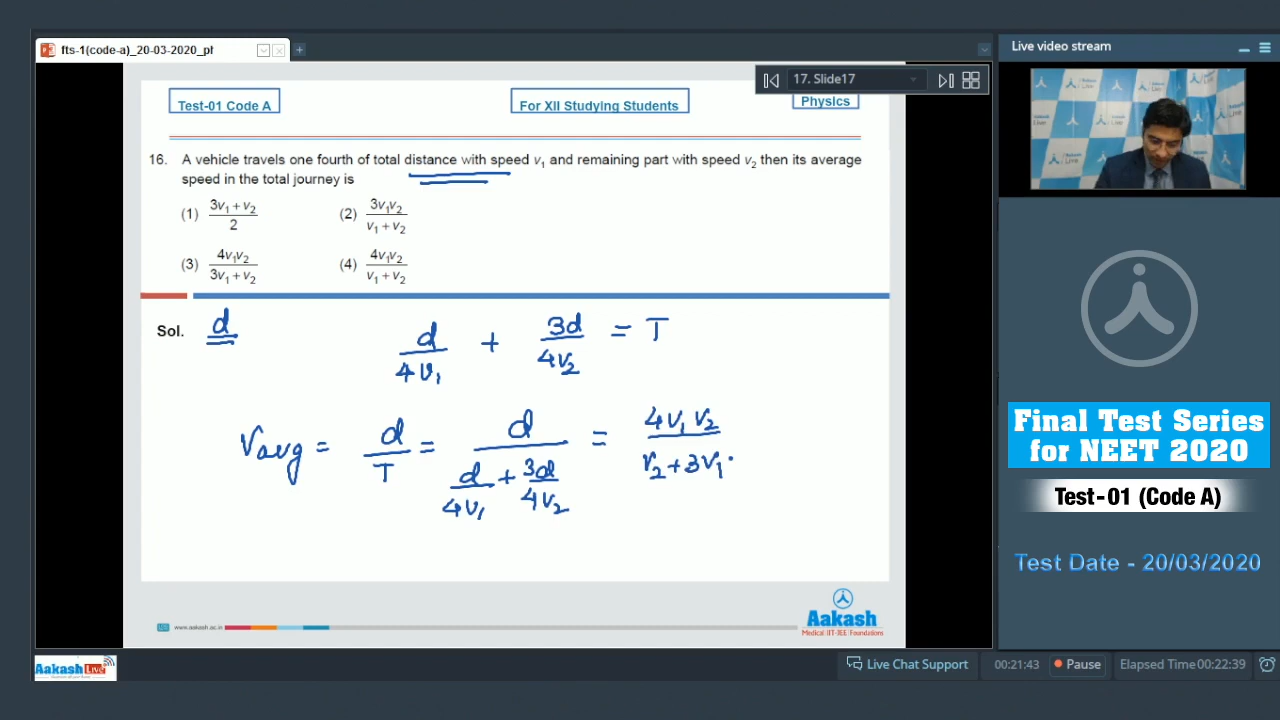 fts-1(code-a)_20-03-2020_pl
Live video stream
17. Slide17
Test-01 Code A
For XII Studying Students
Physics
16. A vehicle travels one fourth of total distance with speed v₁ and remaining part with speed v₂ then its average
speed in the total journey is
(1) (3v₁ + v₂)/2
(2) 3v₁v₂/(v₁ + v₂)
(3) 4v₁v₂/(3v₁ + v₂)
(4) 4v₁v₂/(v₁ + v₂)
Sol. d
d/4v₁ + 3d/4v₂ = T
Vavg = d/T = d/(d/4v₁ + 3d/4v₂) = 4v₁v₂/(v₂+3v₁)
www.aakash.ac.in
Aakash
Medical|IIT-JEE|Foundations
Final Test Series
for NEET 2020
Test-01 (Code A)
Test Date - 20/03/2020
Aakash Live
Live Chat Support
00:21:43
Pause
Elapsed Time 00:22:39